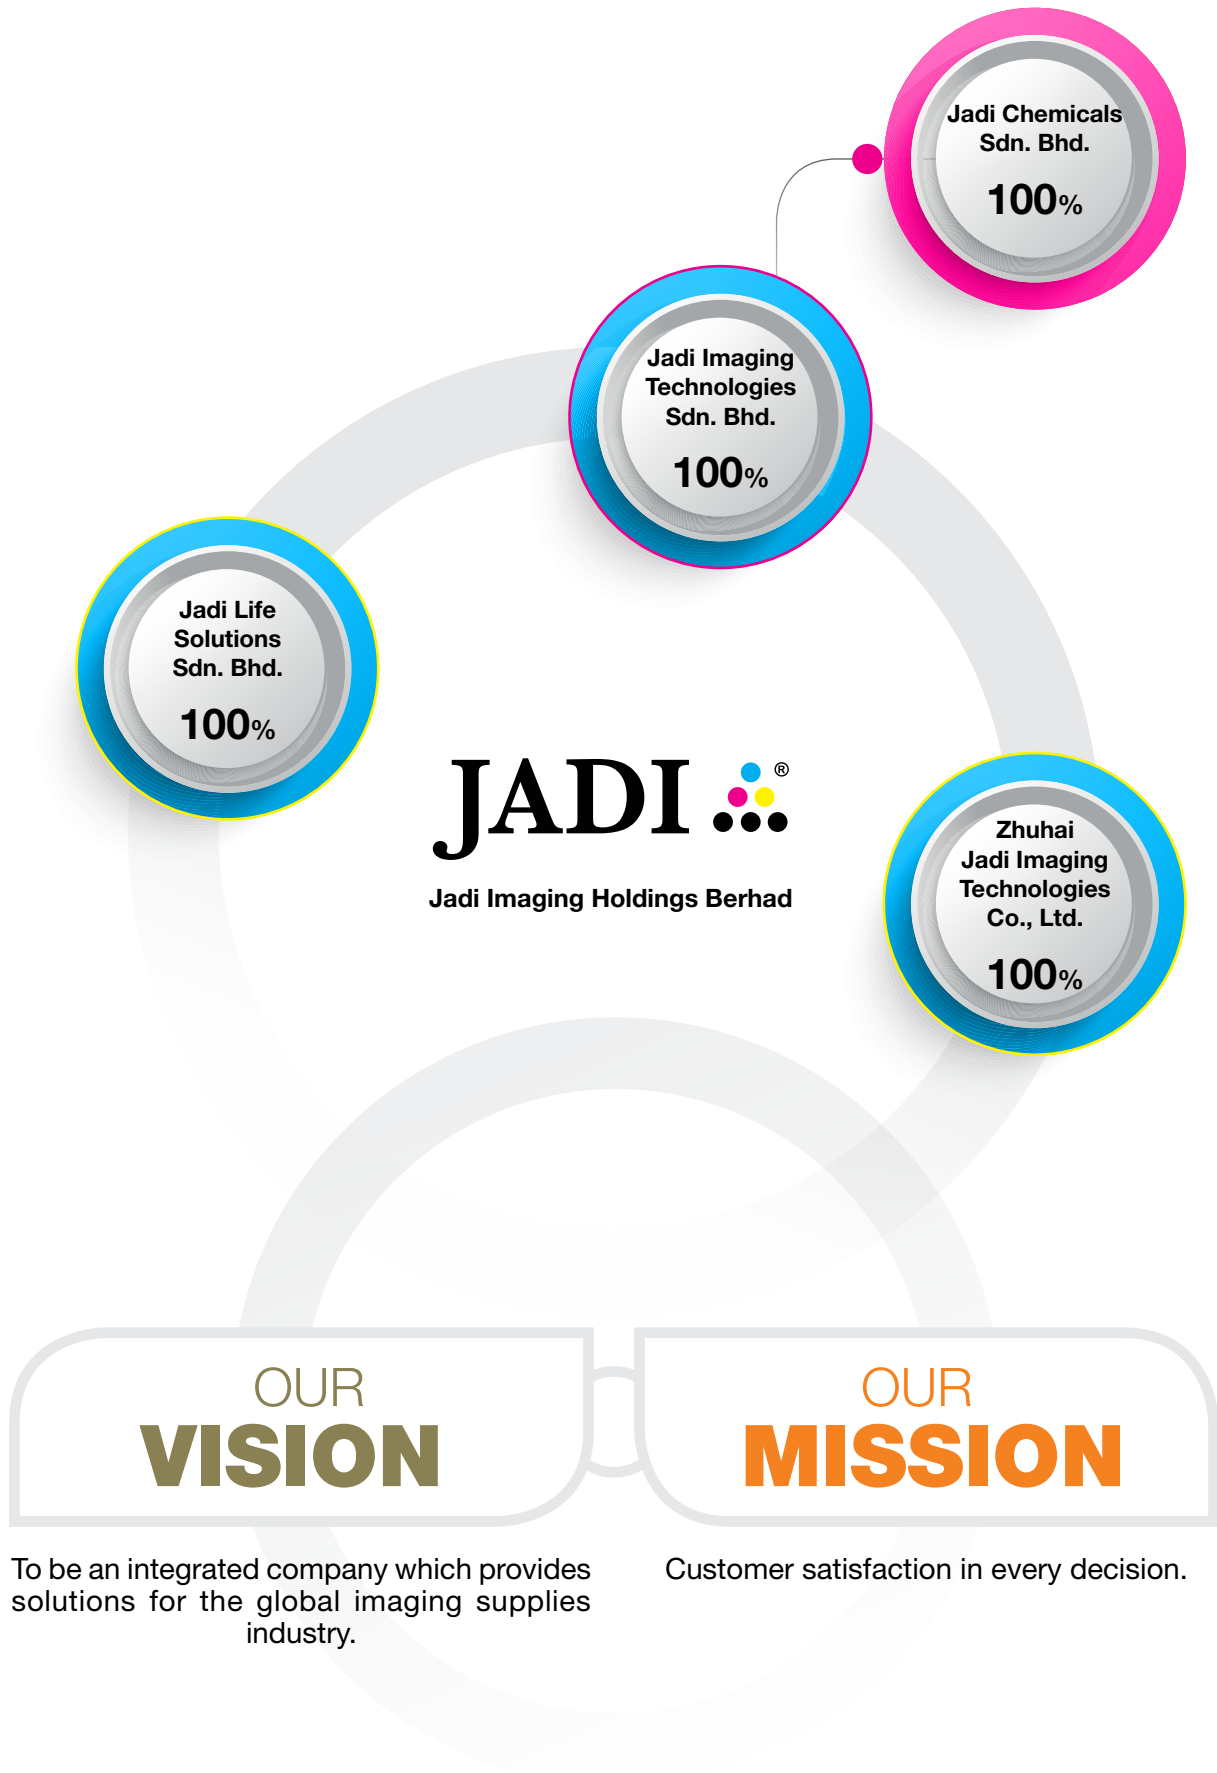 Jadi Chemicals
Sdn. Bhd.
100%
Jadi Imaging
Technologies
Sdn. Bhd.
100%
Jadi Life
Solutions
Sdn. Bhd.
100%
JADI ®
Jadi Imaging Holdings Berhad
Zhuhai
Jadi Imaging
Technologies
Co., Ltd.
100%
OUR
VISION
To be an integrated company which provides
solutions for the global imaging supplies
industry.
OUR
MISSION
Customer satisfaction in every decision.